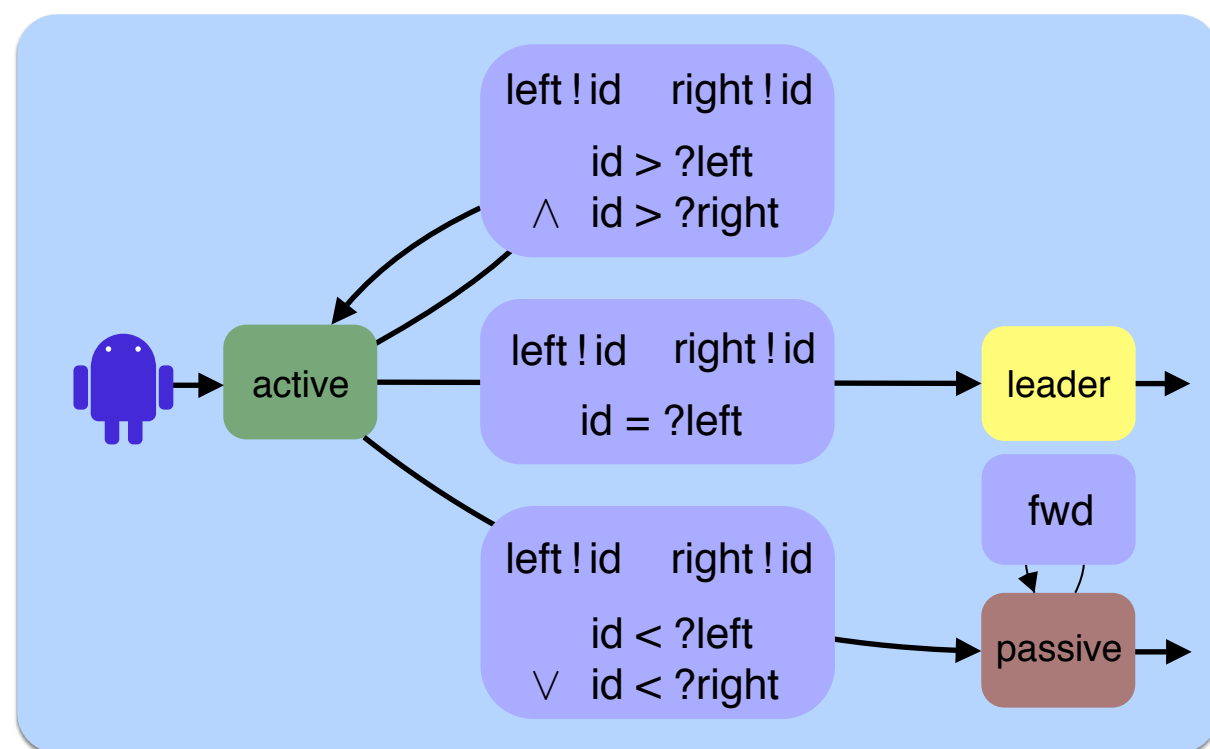 left ! id right ! id
id > ?left
∧ id > ?right
active
left ! id right ! id
id = ?left
leader
fwd
left ! id right ! id
id < ?left
∨ id < ?right
passive